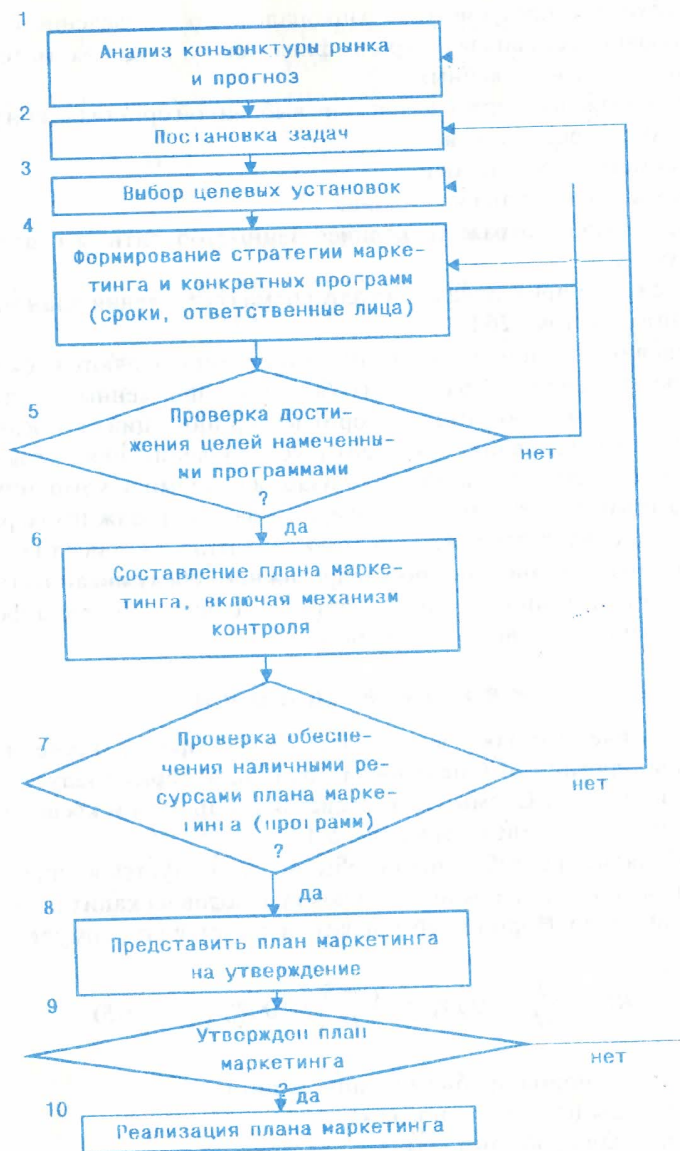 1
Анализ коньюнктуры рынка
и прогноз
2
Постановка задач
3
Выбор целевых установок
4
Формирование стратегии марке-
тинга и конкретных программ
(сроки, ответственные лица)
5
Проверка дости-
жения целей намеченны-
ми программами
?
нет
да
6
Составление плана марке-
тинга, включая механизм
контроля
7
Проверка обеспе-
чения наличными ре-
сурсами плана марке-
тинга (программ)
?
нет
да
8
Представить план маркетинга
на утверждение
9
Утвержден план
маркетинга
?
нет
да
10
Реализация плана маркетинга